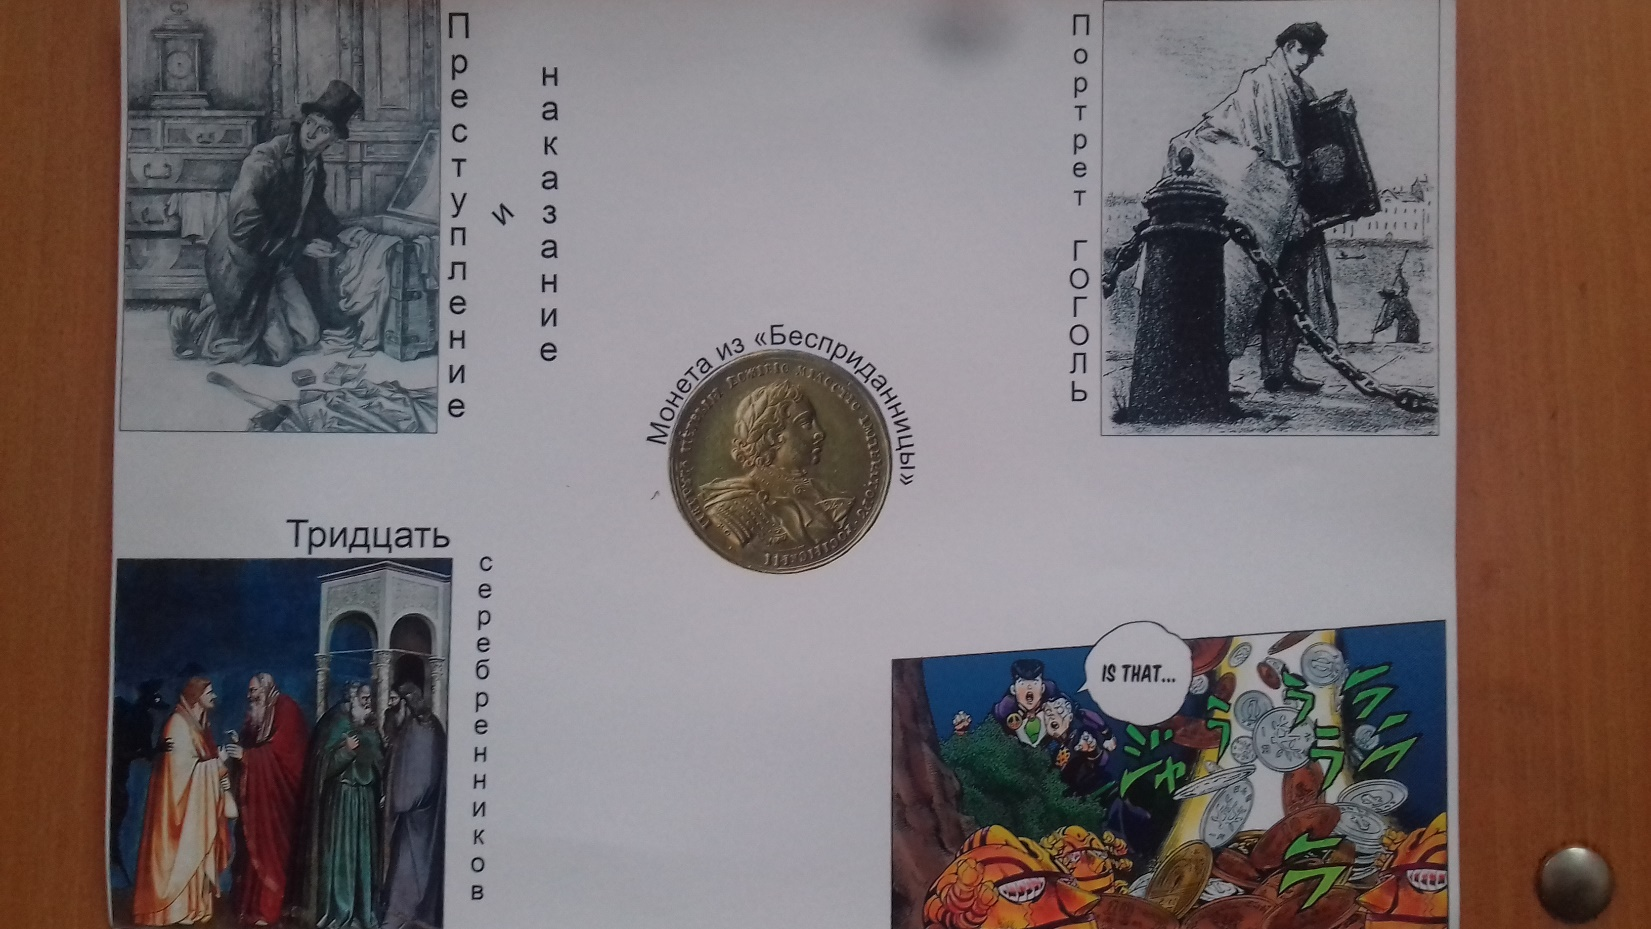 Преступление
и
наказание
Портрет ГОГОЛЬ
Монета из «Бесприданницы»
Тридцать
серебренников
IS THAT...